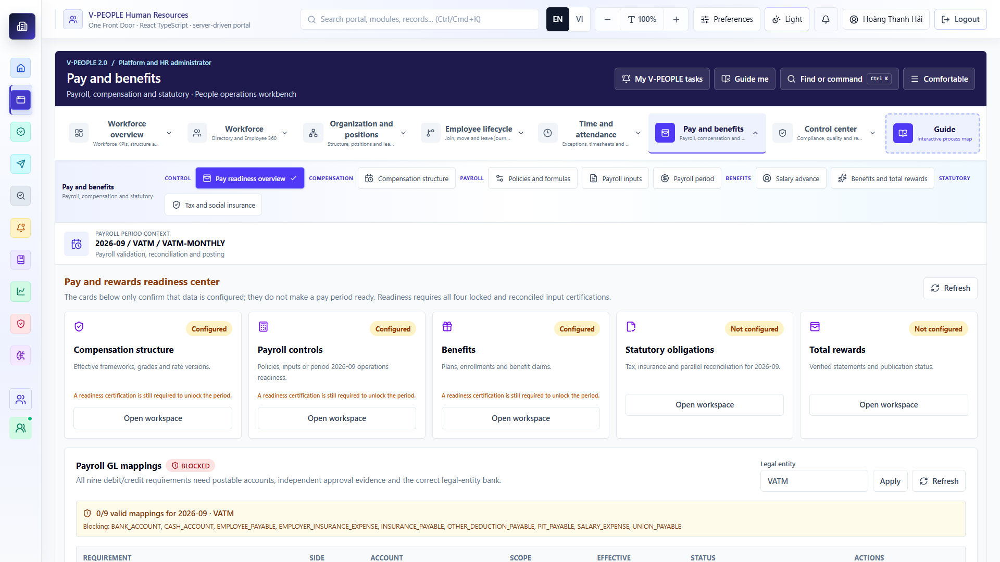 V-PEOPLE Human Resources
One Front Door · React TypeScript · server-driven portal
Search portal, modules, records... (Ctrl/Cmd+K)
EN
VI
100%
Preferences
Light
Hoàng Thanh Hải
Logout
V-PEOPLE 2.0 / Platform and HR administrator
Pay and benefits
Payroll, compensation and statutory · People operations workbench
My V-PEOPLE tasks
Guide me
Find or command
Ctrl K
Comfortable
Workforce overview
Workforce KPIs, structure a...
Workforce
Directory and Employee 360
Organization and positions
Structure, positions and lea...
Employee lifecycle
Join, move and leave journ...
Time and attendance
Exceptions, timesheets and ...
Pay and benefits
Payroll, compensation and ...
Control center
Compliance, quality and re...
Guide
Interactive process map
Pay and benefits
Payroll, compensation and statutory
CONTROL
Pay readiness overview
COMPENSATION
Compensation structure
PAYROLL
Policies and formulas
Payroll inputs
Payroll period
BENEFITS
Salary advance
Benefits and total rewards
STATUTORY
Tax and social insurance
PAYROLL PERIOD CONTEXT
2026-09 / VATM / VATM-MONTHLY
Payroll validation, reconciliation and posting
Pay and rewards readiness center
The cards below only confirm that data is configured; they do not make a pay period ready. Readiness requires all four locked and reconciled input certifications.
Refresh
Configured
Compensation structure
Effective frameworks, grades and rate versions.
A readiness certification is still required to unlock the period.
Open workspace
Configured
Payroll controls
Policies, inputs or period 2026-09 operations readiness.
A readiness certification is still required to unlock the period.
Open workspace
Configured
Benefits
Plans, enrollments and benefit claims.
A readiness certification is still required to unlock the period.
Open workspace
Not configured
Statutory obligations
Tax, insurance and parallel reconciliation for 2026-09.
Open workspace
Not configured
Total rewards
Verified statements and publication status.
Open workspace
Payroll GL mappings
BLOCKED
All nine debit/credit requirements need postable accounts, independent approval evidence and the correct legal-entity bank.
Legal entity
VATM
Apply
Refresh
0/9 valid mappings for 2026-09 · VATM
Blocking: BANK_ACCOUNT, CASH_ACCOUNT, EMPLOYEE_PAYABLE, EMPLOYER_INSURANCE_EXPENSE, INSURANCE_PAYABLE, OTHER_DEDUCTION_PAYABLE, PIT_PAYABLE, SALARY_EXPENSE, UNION_PAYABLE
REQUIREMENT
SIDE
ACCOUNT
SCOPE
EFFECTIVE
STATUS
ACTIONS